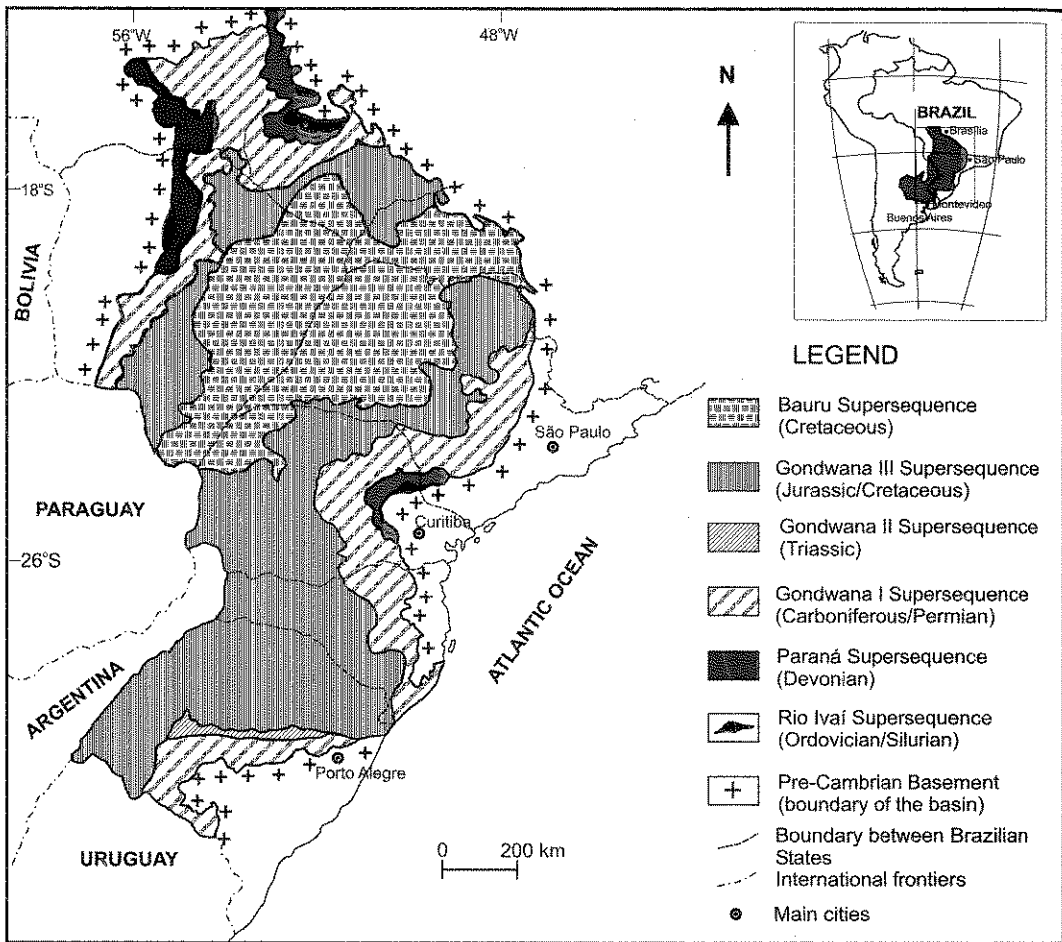 56°W
48°W
18°S
26°S
N
BOLIVIA
PARAGUAY
ARGENTINA
URUGUAY
ATLANTIC OCEAN
São Paulo
Curitiba
Porto Alegre
0 200 km
BRAZIL
Brasília
São Paulo
Montevideo
Buenos Aires
LEGEND
Bauru Supersequence
(Cretaceous)
Gondwana III Supersequence
(Jurassic/Cretaceous)
Gondwana II Supersequence
(Triassic)
Gondwana I Supersequence
(Carboniferous/Permian)
Paraná Supersequence
(Devonian)
Rio Ivaí Supersequence
(Ordovician/Silurian)
Pre-Cambrian Basement
(boundary of the basin)
Boundary between Brazilian
States
International frontiers
Main cities